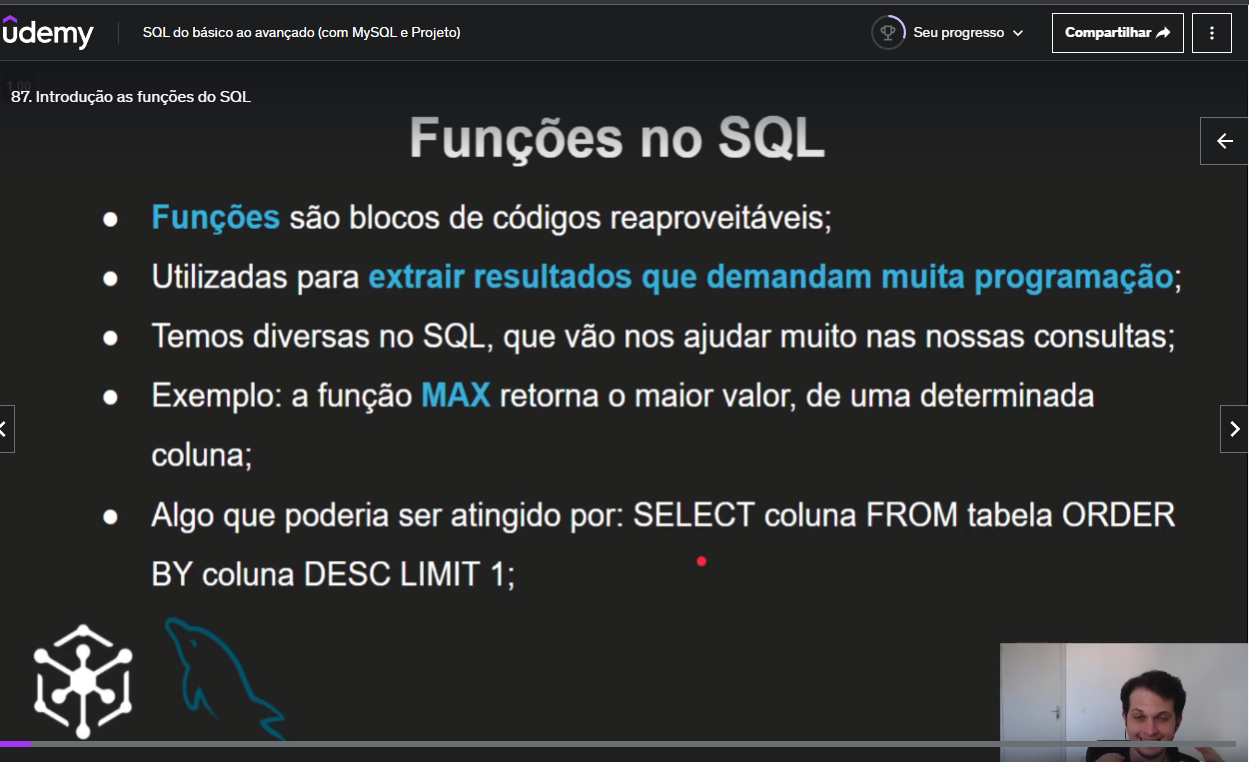 udemy
SQL do básico ao avançado (com MySQL e Projeto)
Seu progresso
Compartilhar
87. Introdução as funções do SQL
Funções no SQL
● Funções são blocos de códigos reaproveitáveis;
● Utilizadas para extrair resultados que demandam muita programação;
● Temos diversas no SQL, que vão nos ajudar muito nas nossas consultas;
● Exemplo: a função MAX retorna o maior valor, de uma determinada
coluna;
● Algo que poderia ser atingido por: SELECT coluna FROM tabela ORDER
BY coluna DESC LIMIT 1;